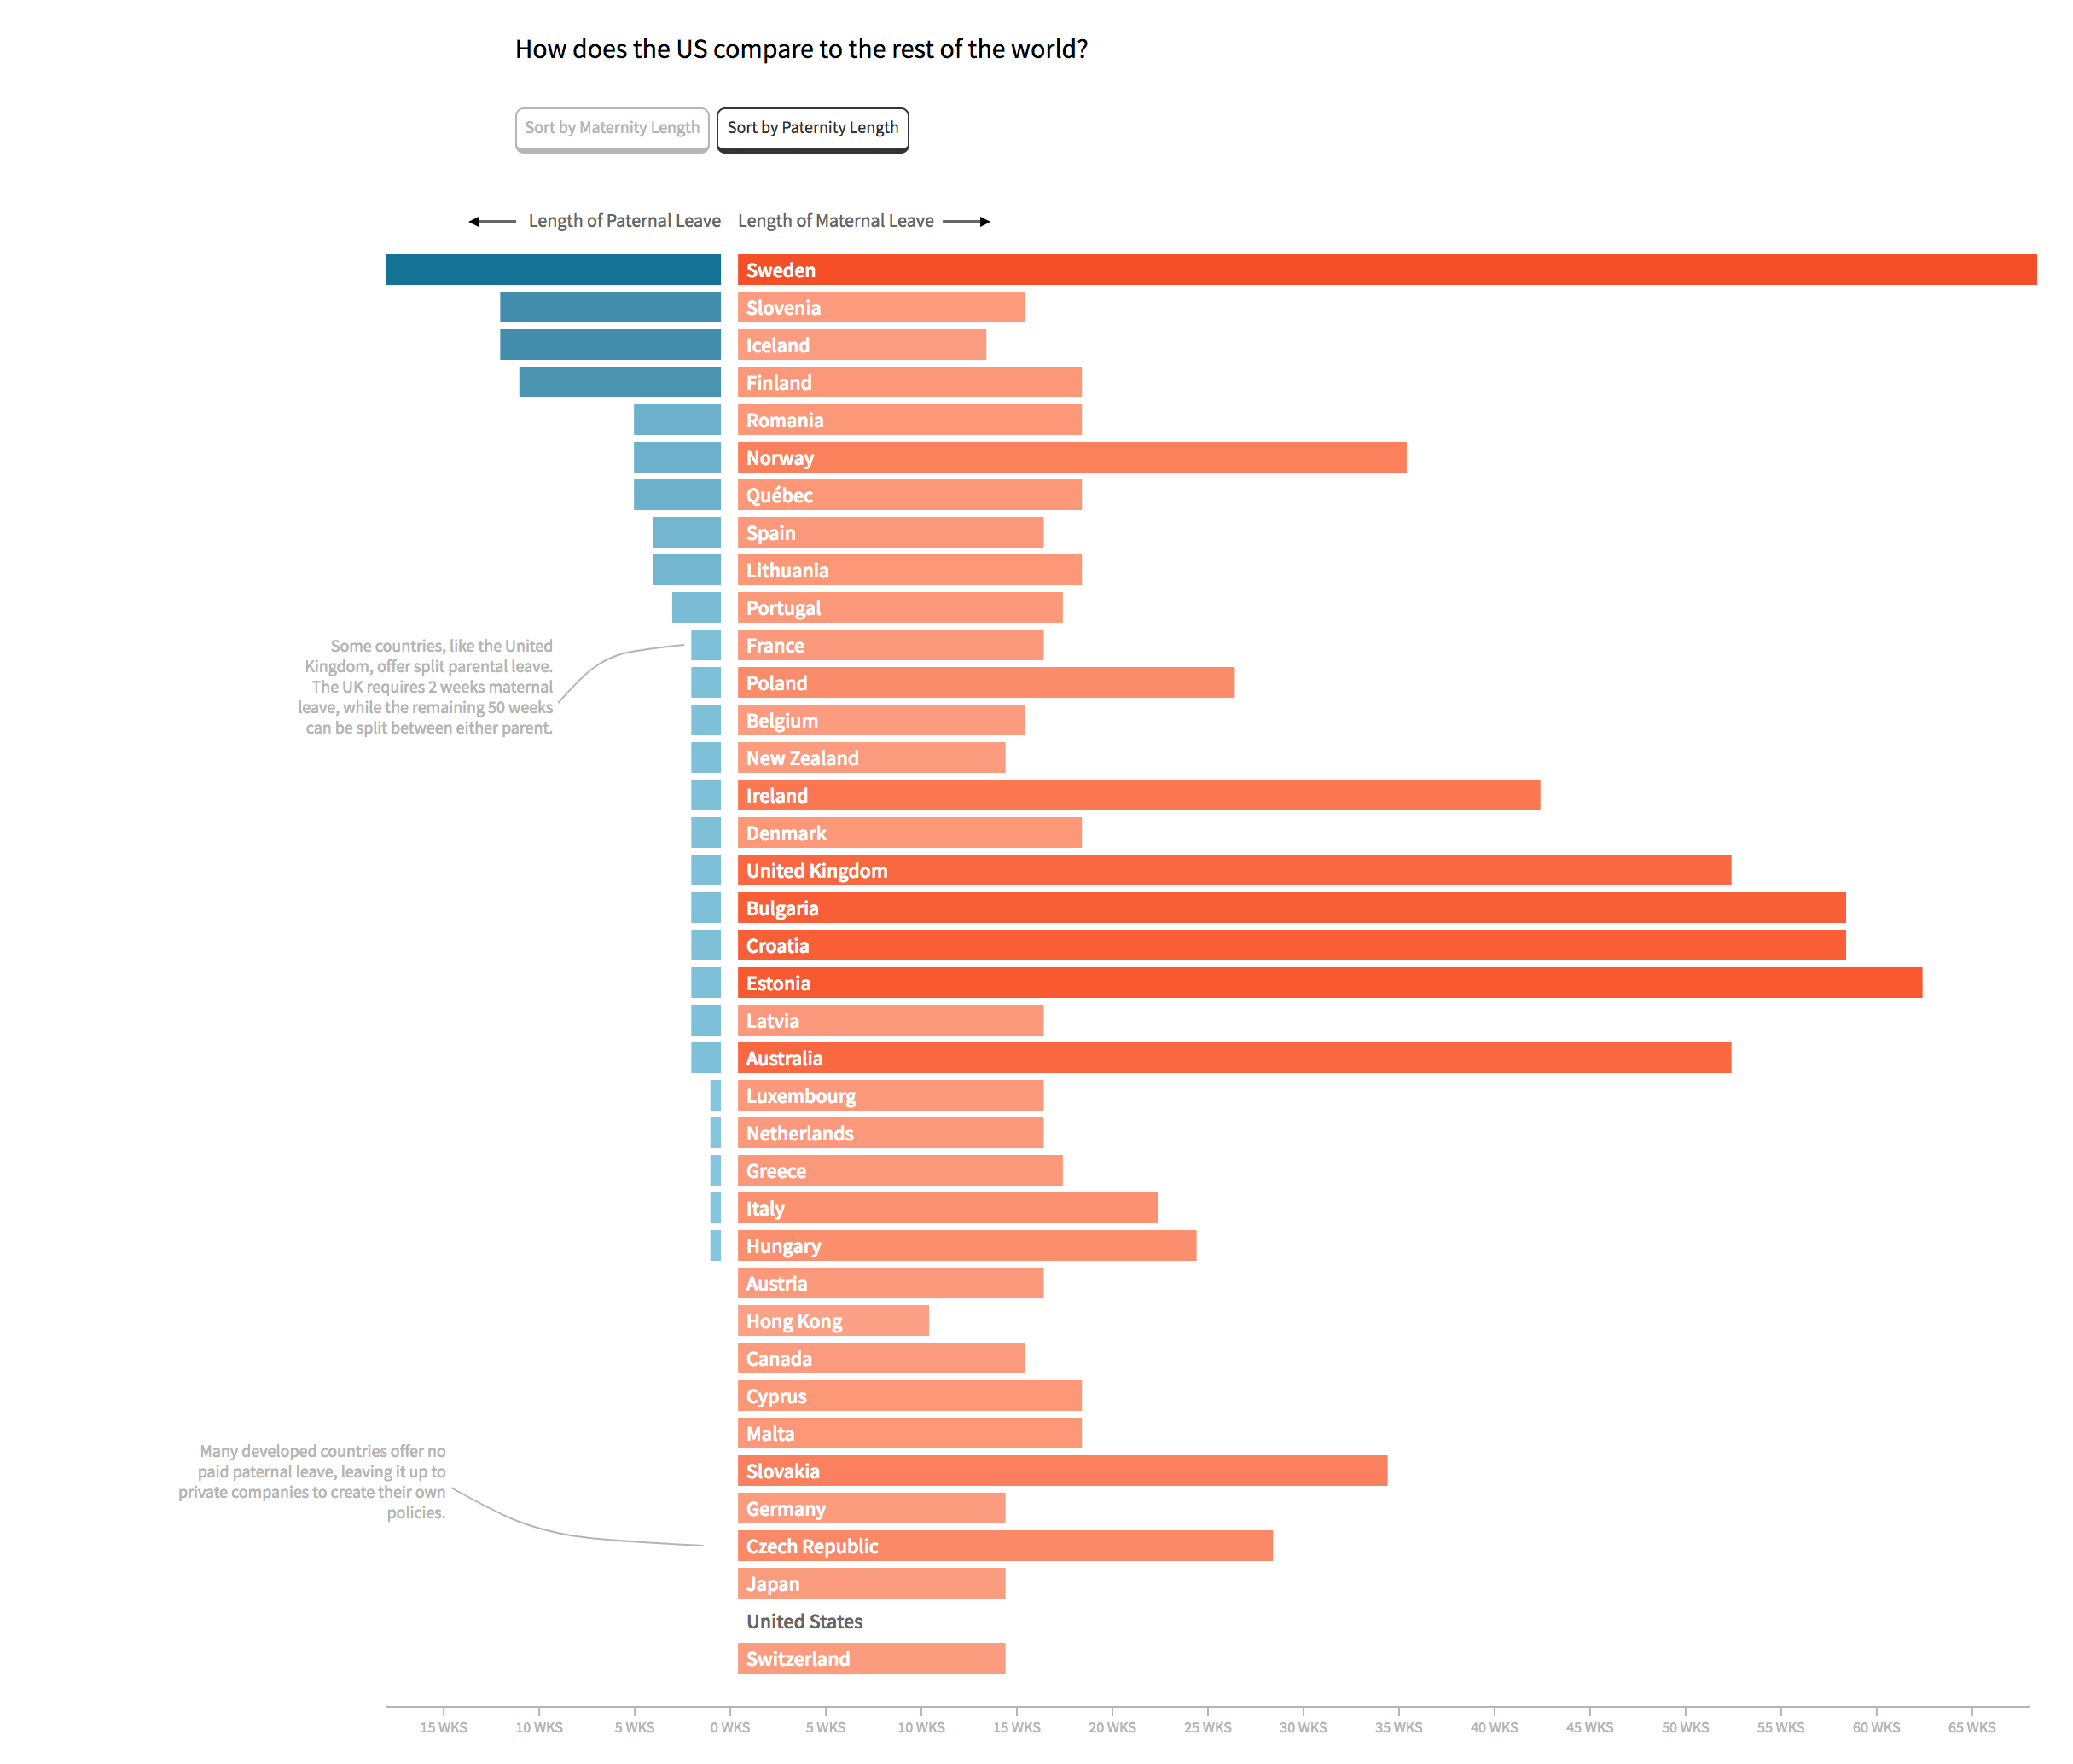 How does the US compare to the rest of the world?
Sort by Maternity Length Sort by Paternity Length
Length of Paternal Leave Length of Maternal Leave
Sweden
Slovenia
Iceland
Finland
Romania
Norway
Québec
Spain
Lithuania
Portugal
Some countries, like the United
Kingdom, offer split parental leave.
The UK requires 2 weeks maternal
leave, while the remaining 50 weeks
can be split between either parent.
France
Poland
Belgium
New Zealand
Ireland
Denmark
United Kingdom
Bulgaria
Croatia
Estonia
Latvia
Australia
Luxembourg
Netherlands
Greece
Italy
Hungary
Austria
Hong Kong
Canada
Cyprus
Malta
Many developed countries offer no
paid paternal leave, leaving it up to
private companies to create their own
policies.
Slovakia
Germany
Czech Republic
Japan
United States
Switzerland
15 WKS 10 WKS 5 WKS 0 WKS 5 WKS 10 WKS 15 WKS 20 WKS 25 WKS 30 WKS 35 WKS 40 WKS 45 WKS 50 WKS 55 WKS 60 WKS 65 WKS